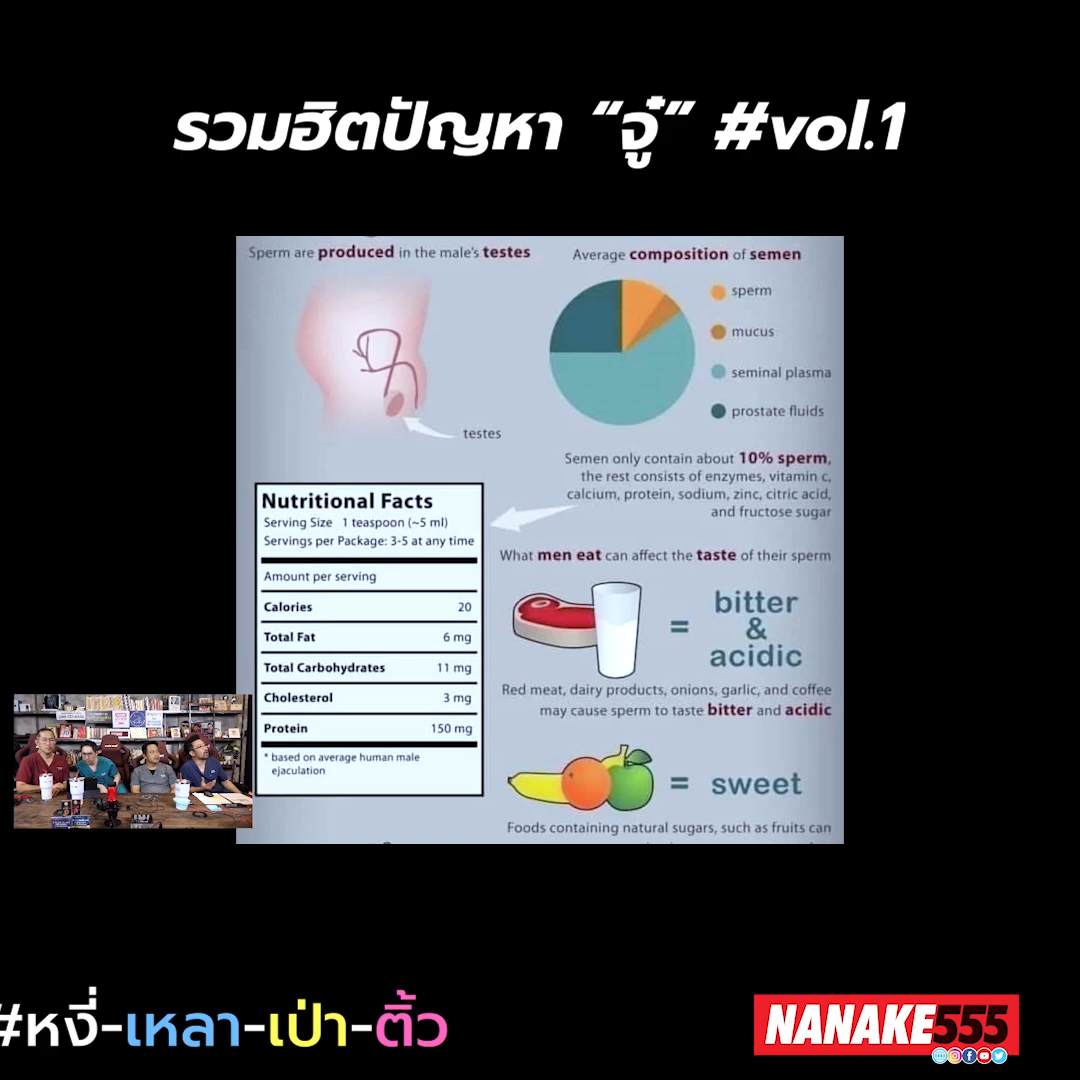 รวมฮิตปัญหา “จู๋” #vol.1
Sperm are produced in the male's testes
testes
Average composition of semen
sperm
mucus
seminal plasma
prostate fluids
Semen only contain about 10% sperm,
the rest consists of enzymes, vitamin c,
calcium, protein, sodium, zinc, citric acid,
and fructose sugar
Nutritional Facts
Serving Size 1 teaspoon (~5 ml)
Servings per Package: 3-5 at any time
Amount per serving
Calories 20
Total Fat 6 mg
Total Carbohydrates 11 mg
Cholesterol 3 mg
Protein 150 mg
* based on average human male
ejaculation
What men eat can affect the taste of their sperm
= bitter
&
acidic
Red meat, dairy products, onions, garlic, and coffee
may cause sperm to taste bitter and acidic
= sweet
Foods containing natural sugars, such as fruits can
#หงี่-เหลา-เป่า-ติ้ว
NANAKE555